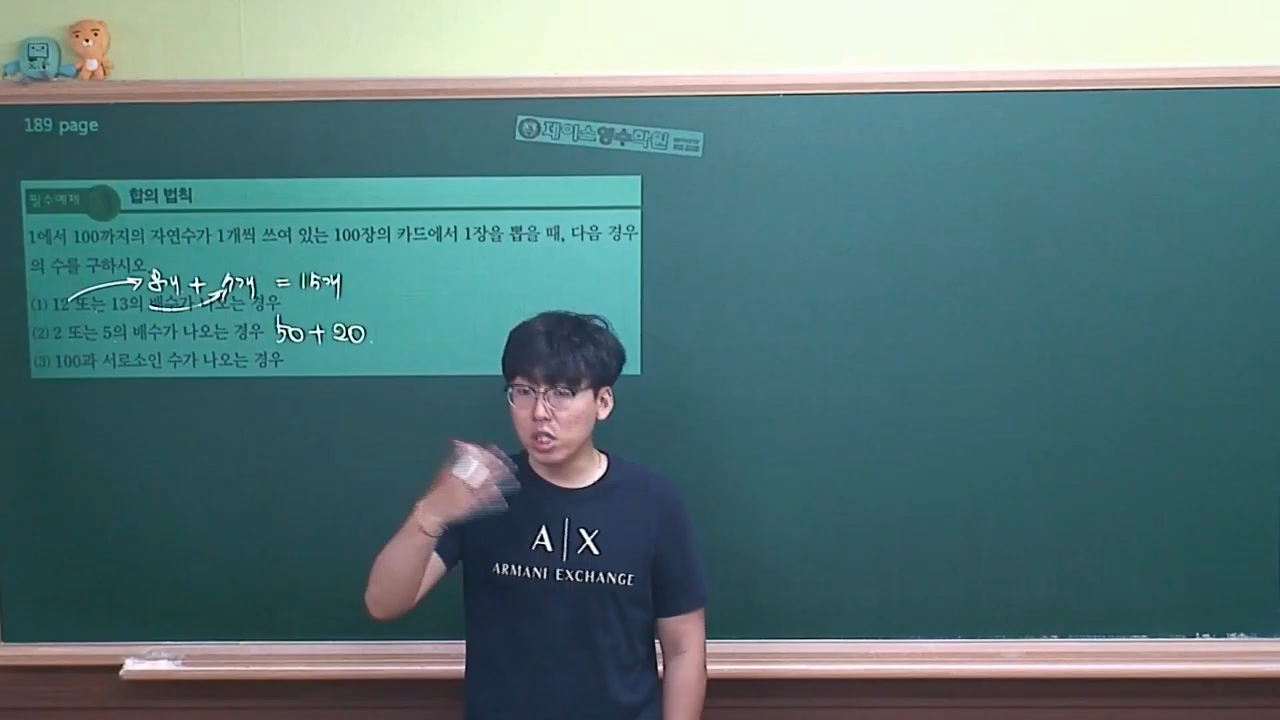 189 page
제이스영수학원
필수예제 합의 법칙
1에서 100까지의 자연수가 1개씩 쓰여 있는 100장의 카드에서 1장을 뽑을 때, 다음 경우
의 수를 구하시오.
8개 + 7개 = 15개
(1) 12 또는 13의 배수가 나오는 경우
(2) 2 또는 5의 배수가 나오는 경우 50+20
(3) 100과 서로소인 수가 나오는 경우
A|X
ARMANI EXCHANGE